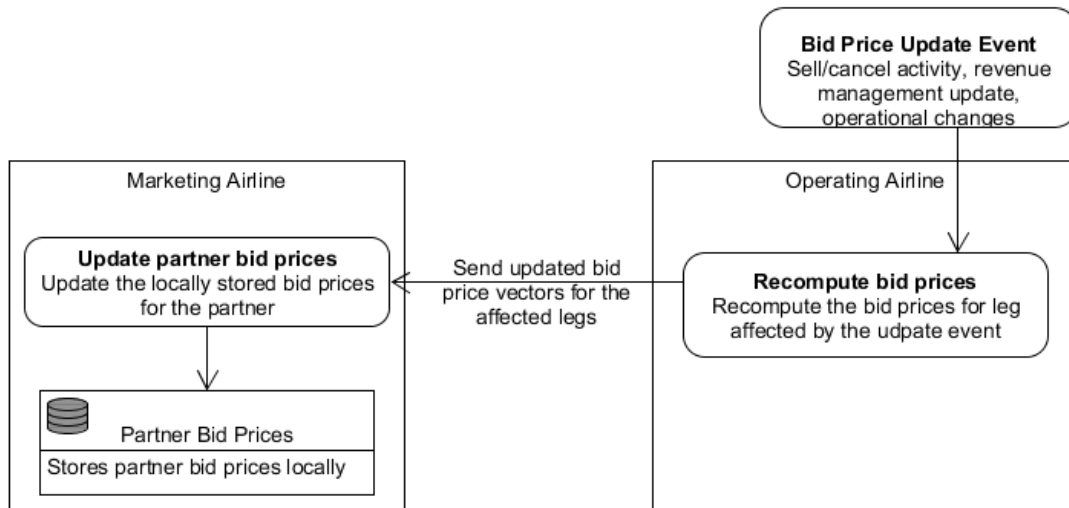 Bid Price Update Event
Sell/cancel activity, revenue
management update,
operational changes
Marketing Airline
Operating Airline
Update partner bid prices
Update the locally stored bid prices
for the partner
Send updated bid
price vectors for the
affected legs
Recompute bid prices
Recompute the bid prices for leg
affected by the udpate event
Partner Bid Prices
Stores partner bid prices locally